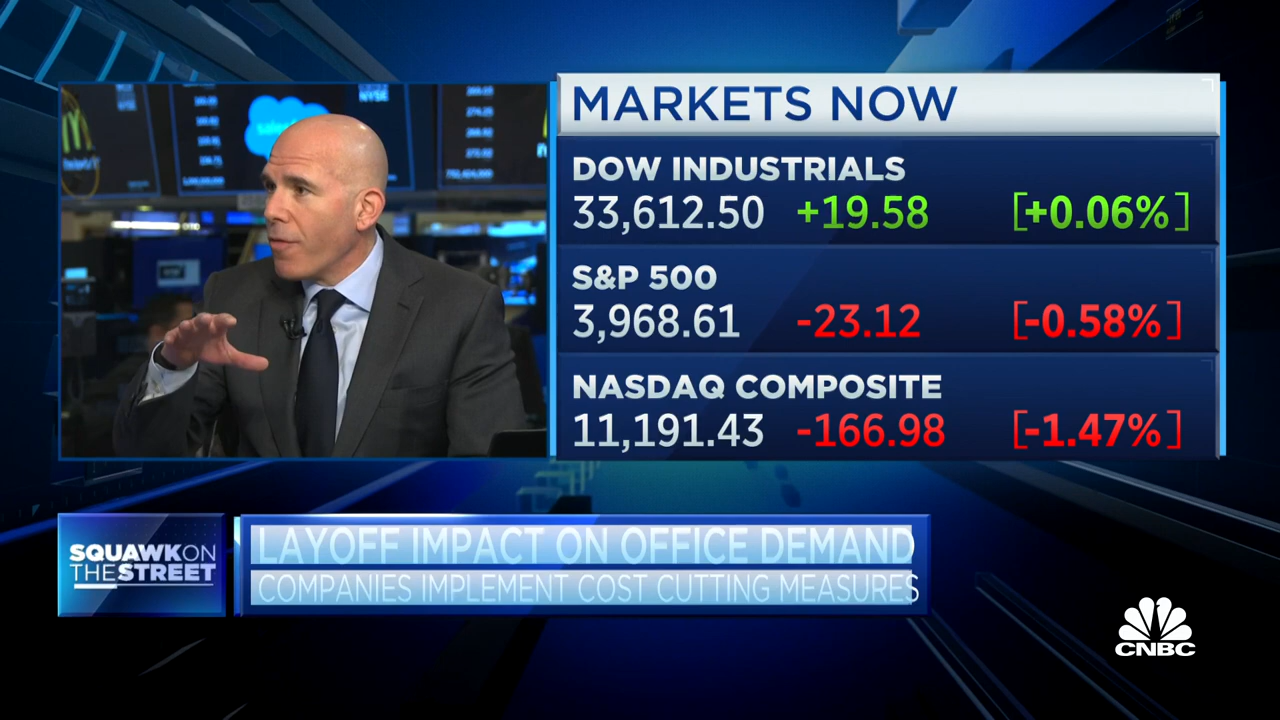 NYSE
salesforce
MARKETS NOW
DOW INDUSTRIALS
33,612.50 +19.58 [+0.06%]
S&P 500
3,968.61 -23.12 [-0.58%]
NASDAQ COMPOSITE
11,191.43 -166.98 [-1.47%]
SQUAWK ON
THE STREET
LAYOFF IMPACT ON OFFICE DEMAND
COMPANIES IMPLEMENT COST CUTTING MEASURES
CNBC